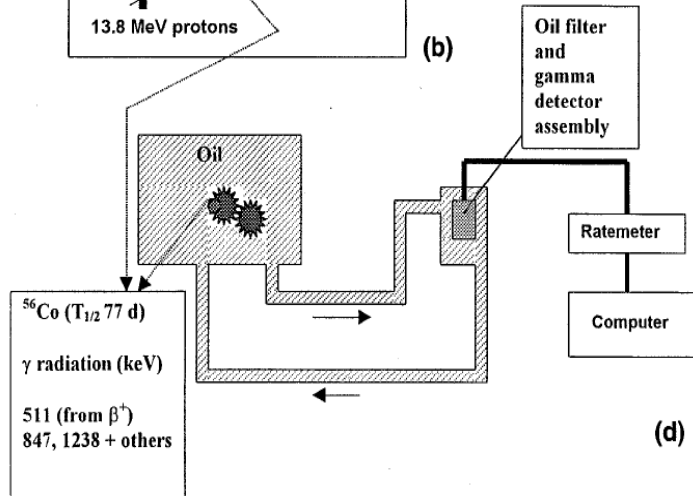 13.8 MeV protons
(b)
Oil filter
and
gamma
detector
assembly
Oil
Ratemeter
Computer
⁵⁶Co (T₁/₂ 77 d)
γ radiation (keV)
511 (from β⁺)
847, 1238 + others
(d)